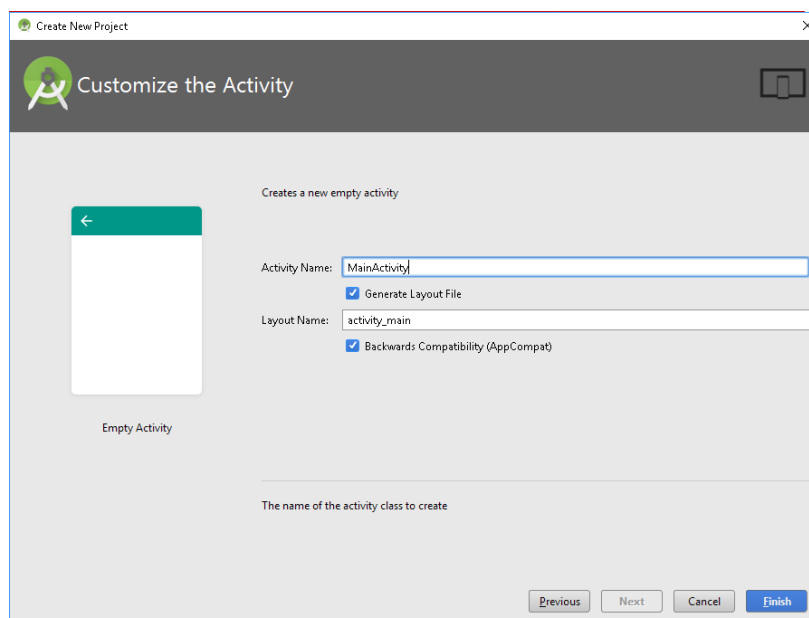 Create New Project
Customize the Activity
Creates a new empty activity
Activity Name: MainActivity
Generate Layout File
Layout Name: activity_main
Backwards Compatibility (AppCompat)
Empty Activity
The name of the activity class to create
Previous Next Cancel Finish